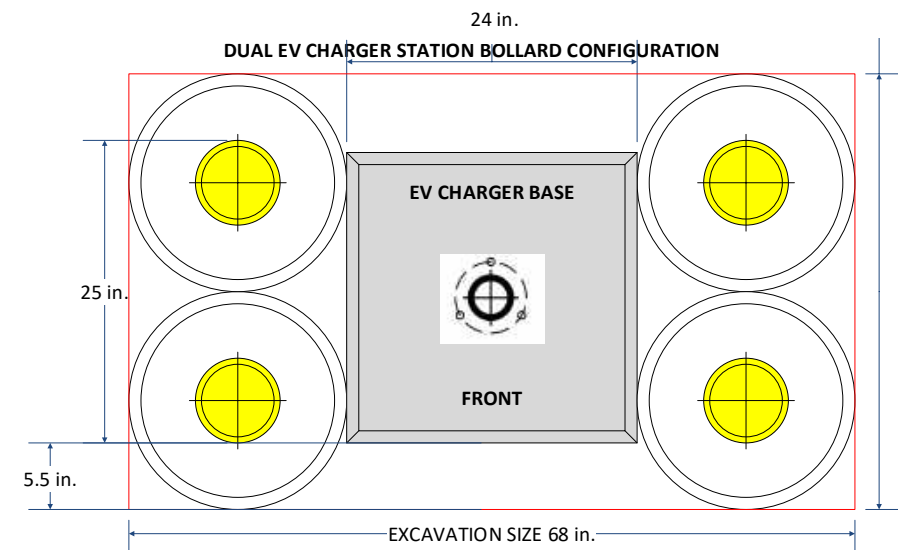 24 in.
DUAL EV CHARGER STATION BOLLARD CONFIGURATION
EV CHARGER BASE
25 in.
FRONT
5.5 in.
EXCAVATION SIZE 68 in.